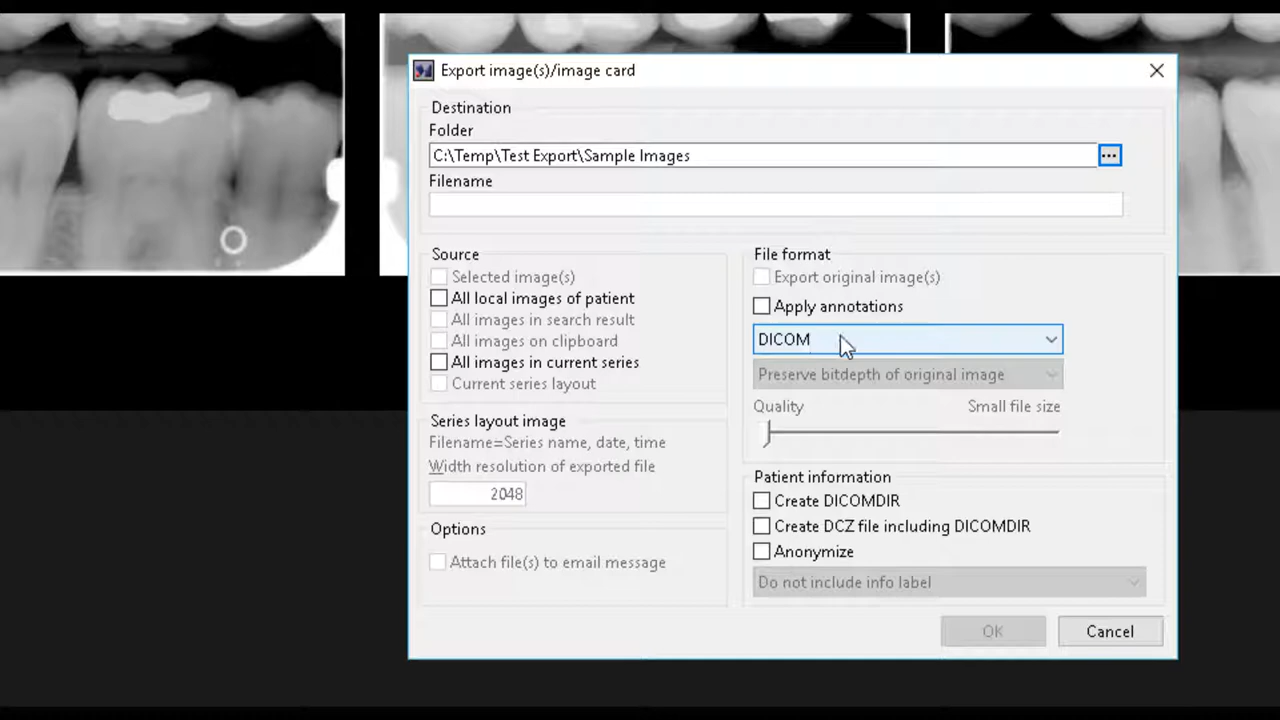 Export image(s)/image card
Destination
Folder
C:\Temp\Test Export\Sample Images
...
Filename
Source
Selected image(s)
All local images of patient
All images in search result
All images on clipboard
All images in current series
Current series layout
Series layout image
Filename=Series name, date, time
Width resolution of exported file
2048
Options
Attach file(s) to email message
File format
Export original image(s)
Apply annotations
DICOM
Preserve bitdepth of original image
Quality Small file size
Patient information
Create DICOMDIR
Create DCZ file including DICOMDIR
Anonymize
Do not include info label
OK Cancel